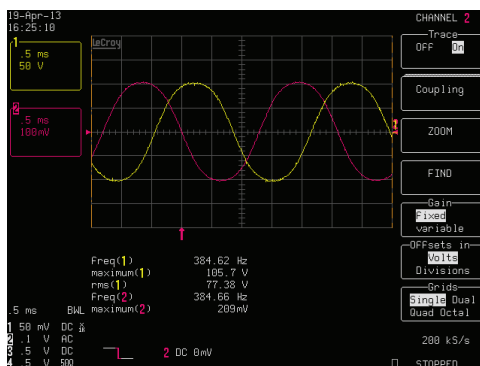 19-Apr-13
16:25:10
CHANNEL 2
1
.5 ms
50 V
LeCroy
Trace
OFF On
2
.5 ms
100mV
Coupling
ZOOM
FIND
Gain
Fixed
variable
OFFsets in
Volts
Divisions
Grids
Single Dual
Quad Octal
Freq(1) 384.62 Hz
maximum(1) 105.7 V
rms(1) 77.38 V
Freq(2) 384.66 Hz
maximum(2) 209mV
.5 ms BWL
1 50 mV DC
2 .1 V AC
3 .5 V DC
4 .5 V 50Ω
2 DC 0mV
200 kS/s
STOPPED